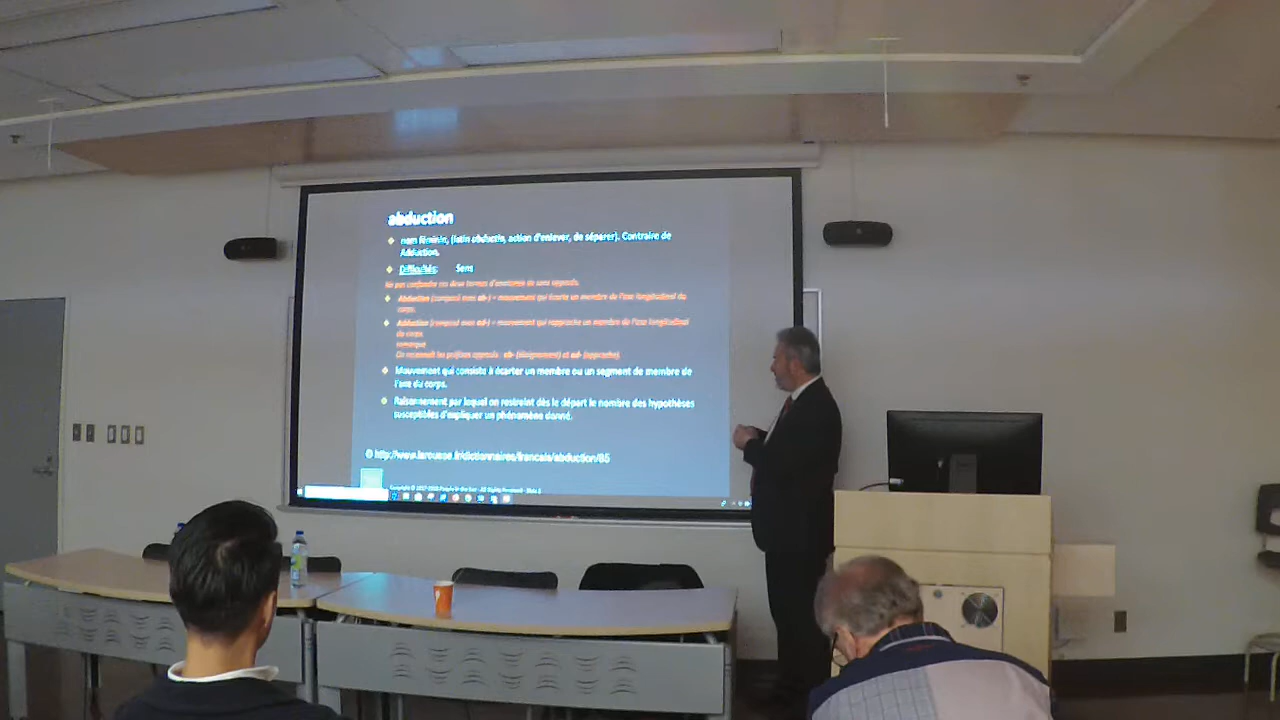 abduction
nom féminin, (latin abductio, action d'enlever, de séparer). Contraire de
Adduction.
Difficultés Sens
Ne pas confondre ces deux termes d'anatomie de sens opposés.
Abduction (composé avec ab-) = mouvement qui écarte un membre de l'axe longitudinal du
corps.
Adduction (composé avec ad-) = mouvement qui rapproche un membre de l'axe longitudinal
du corps.
remarque
On reconnaît les préfixes opposés : ab- (éloignement) et ad- (approche).
Mouvement qui consiste à écarter un membre ou un segment de membre de
l'axe du corps.
Raisonnement par lequel on restreint dès le départ le nombre des hypothèses
susceptibles d'expliquer un phénomène donné.
© http://www.larousse.fr/dictionnaires/francais/abduction/85